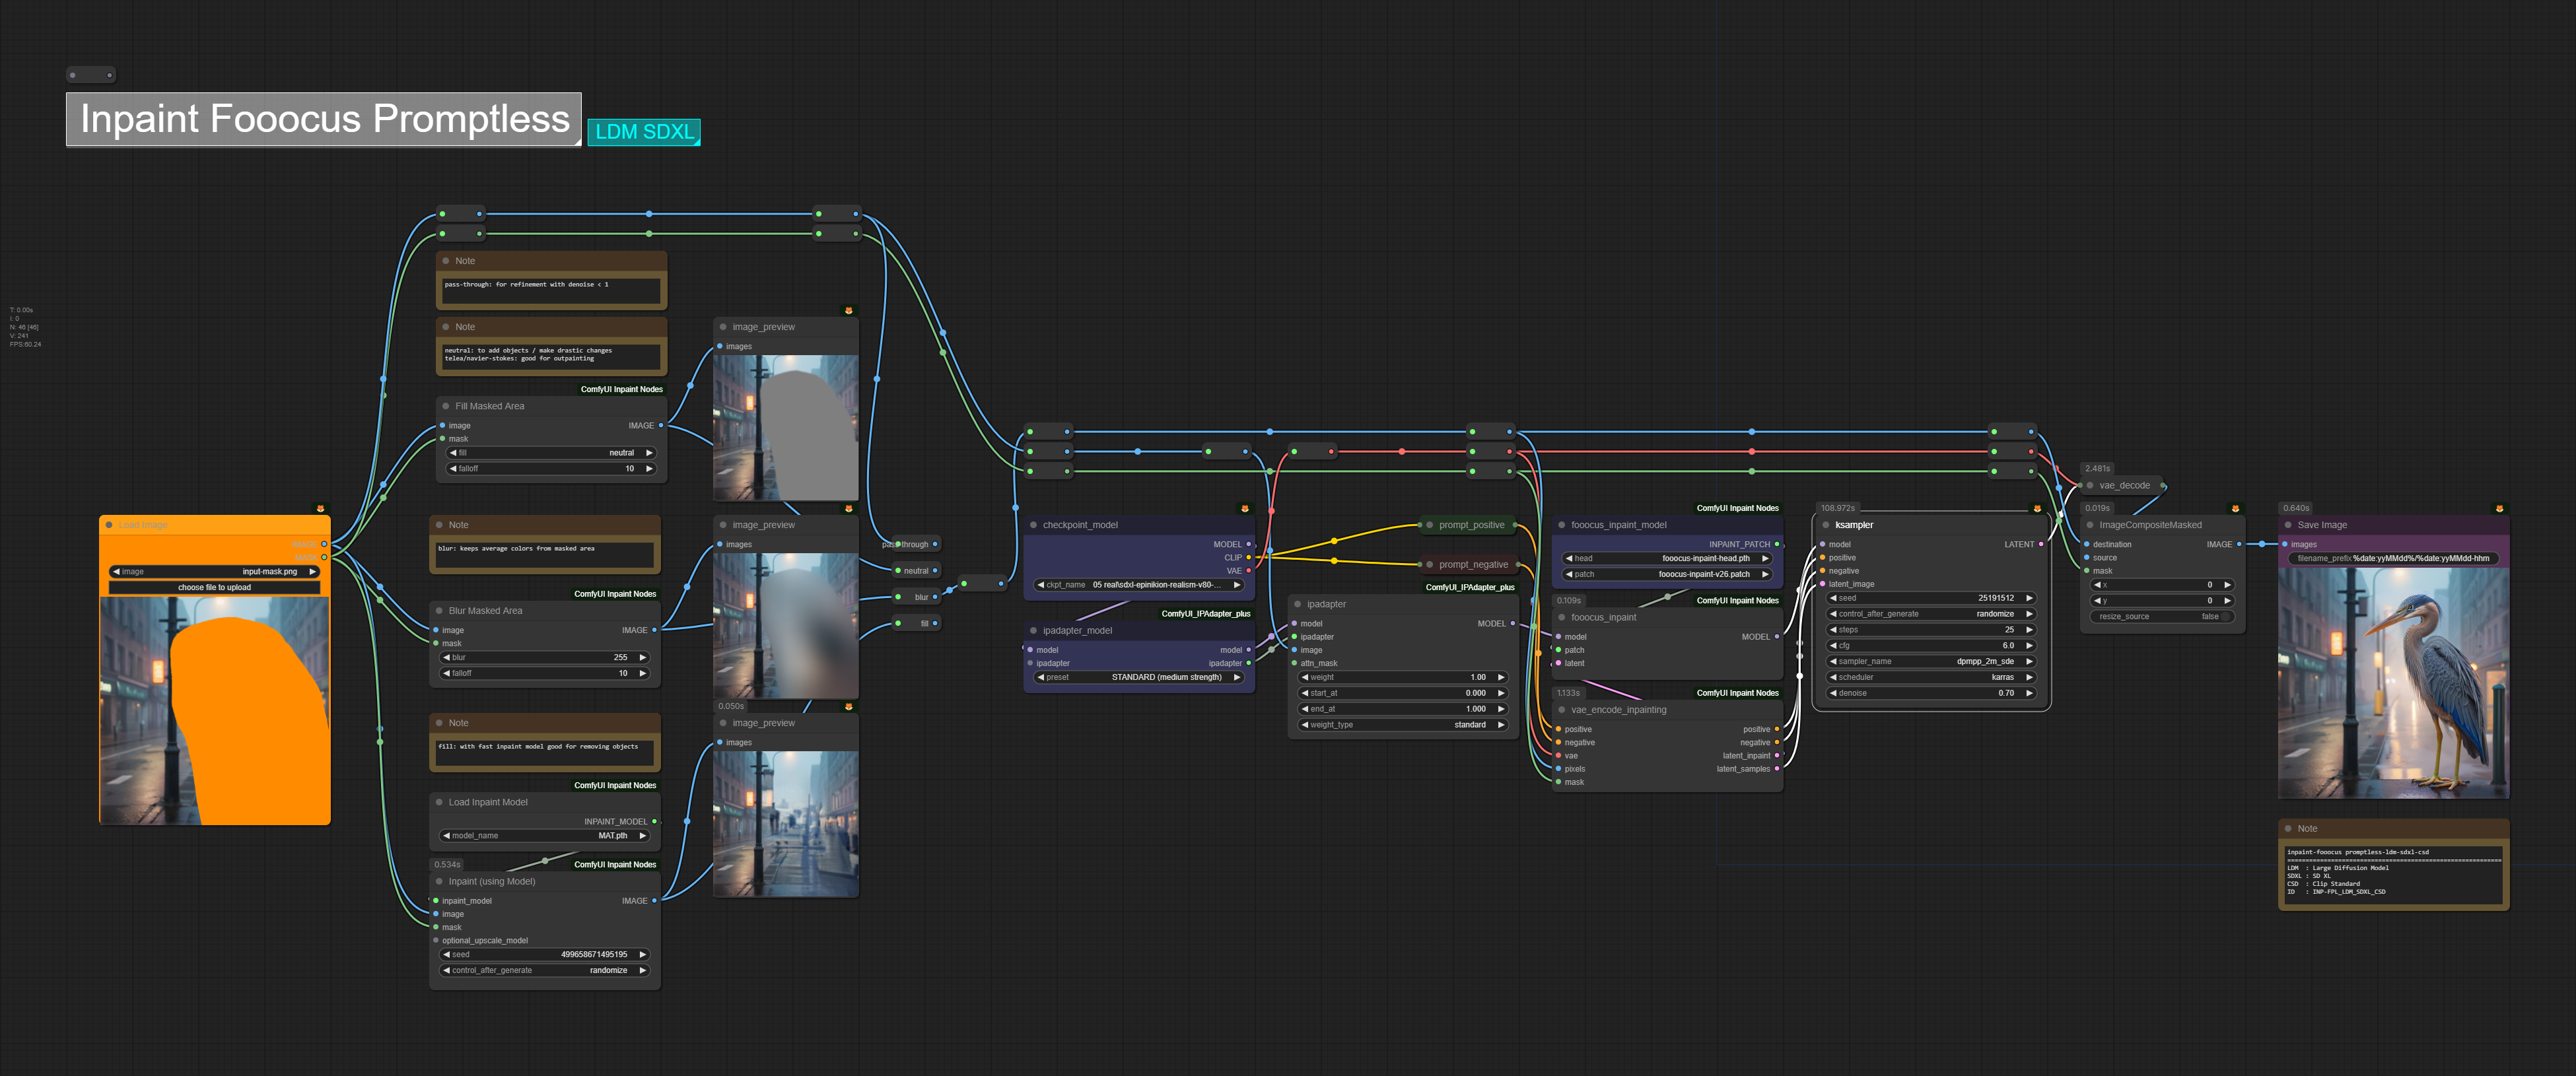 Inpaint Fooocus Promptless
LDM SDXL
T: 0.00s
I: 0
N: 46 [46]
V: 241
FPS:60.24
Load Image
IMAGE
MASK
image input-mask.png
choose file to upload
Note
pass-through: for refinement with denoise < 1
Note
neutral: to add objects / make drastic changes
telea/navier-stokes: good for outpainting
ComfyUI Inpaint Nodes
Fill Masked Area
image IMAGE
mask
fill neutral
falloff 10
Note
blur: keeps average colors from masked area
ComfyUI Inpaint Nodes
Blur Masked Area
image IMAGE
mask
blur 255
falloff 10
Note
fill: with fast inpaint model good for removing objects
ComfyUI Inpaint Nodes
Load Inpaint Model
INPAINT_MODEL
model_name MAT.pth
0.534s
ComfyUI Inpaint Nodes
Inpaint (using Model)
inpaint_model IMAGE
image
mask
optional_upscale_model
seed 499658671495195
control_after_generate randomize
image_preview
images
image_preview
images
0.050s
image_preview
images
pass-through
neutral
blur
fill
checkpoint_model
MODEL
CLIP
VAE
ckpt_name 05 real\sdxl-epinikion-realism-v80-...
ComfyUI_IPAdapter_plus
ipadapter_model
model model
ipadapter ipadapter
preset STANDARD (medium strength)
prompt_positive
prompt_negative
ComfyUI_IPAdapter_plus
ipadapter
model MODEL
ipadapter
image
attn_mask
weight 1.00
start_at 0.000
end_at 1.000
weight_type standard
ComfyUI Inpaint Nodes
fooocus_inpaint_model
INPAINT_PATCH
head fooocus-inpaint-head.pth
patch fooocus-inpaint-v26.patch
0.109s
ComfyUI Inpaint Nodes
fooocus_inpaint
model MODEL
patch
latent
1.133s
ComfyUI Inpaint Nodes
vae_encode_inpainting
positive positive
negative negative
vae latent_inpaint
pixels latent_samples
mask
108.972s
ksampler
model LATENT
positive
negative
latent_image
seed 25191512
control_after_generate randomize
steps 25
cfg 6.0
sampler_name dpmpp_2m_sde
scheduler karras
denoise 0.70
2.481s
vae_decode
0.019s
ImageCompositeMasked
destination IMAGE
source
mask
x 0
y 0
resize_source false
0.640s
Save Image
images
filename_prefix %date:yyMMdd%/%date:yyMMdd-hhm
Note
inpaint-fooocus promptless-ldm-sdxl-csd
LDM : Large Diffusion Model
SDXL : SD XL
CSD : Clip Standard
ID : INP-FPL_LDM_SDXL_CSD